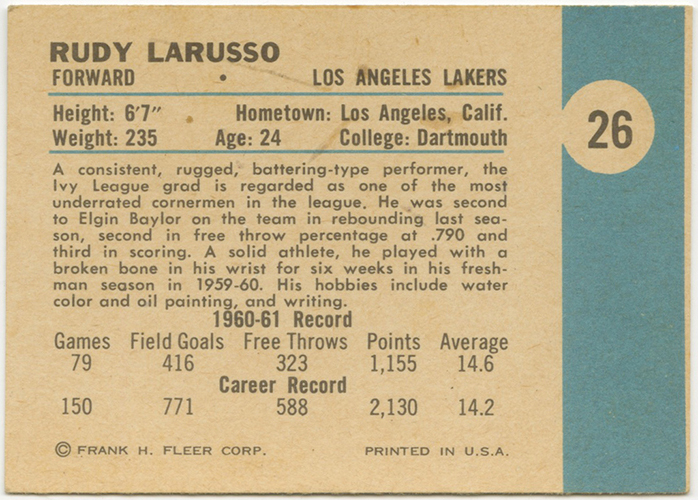 RUDY LARUSSO
FORWARD • LOS ANGELES LAKERS
Height: 6'7" Hometown: Los Angeles, Calif.
Weight: 235 Age: 24 College: Dartmouth
26
A consistent, rugged, battering-type performer, the
Ivy League grad is regarded as one of the most
underrated cornermen in the league. He was second
to Elgin Baylor on the team in rebounding last sea-
son, second in free throw percentage at .790 and
third in scoring. A solid athlete, he played with a
broken bone in his wrist for six weeks in his fresh-
man season in 1959-60. His hobbies include water
color and oil painting, and writing.
1960-61 Record
Games Field Goals Free Throws Points Average
79 416 323 1,155 14.6
Career Record
150 771 588 2,130 14.2
© FRANK H. FLEER CORP. PRINTED IN U.S.A.